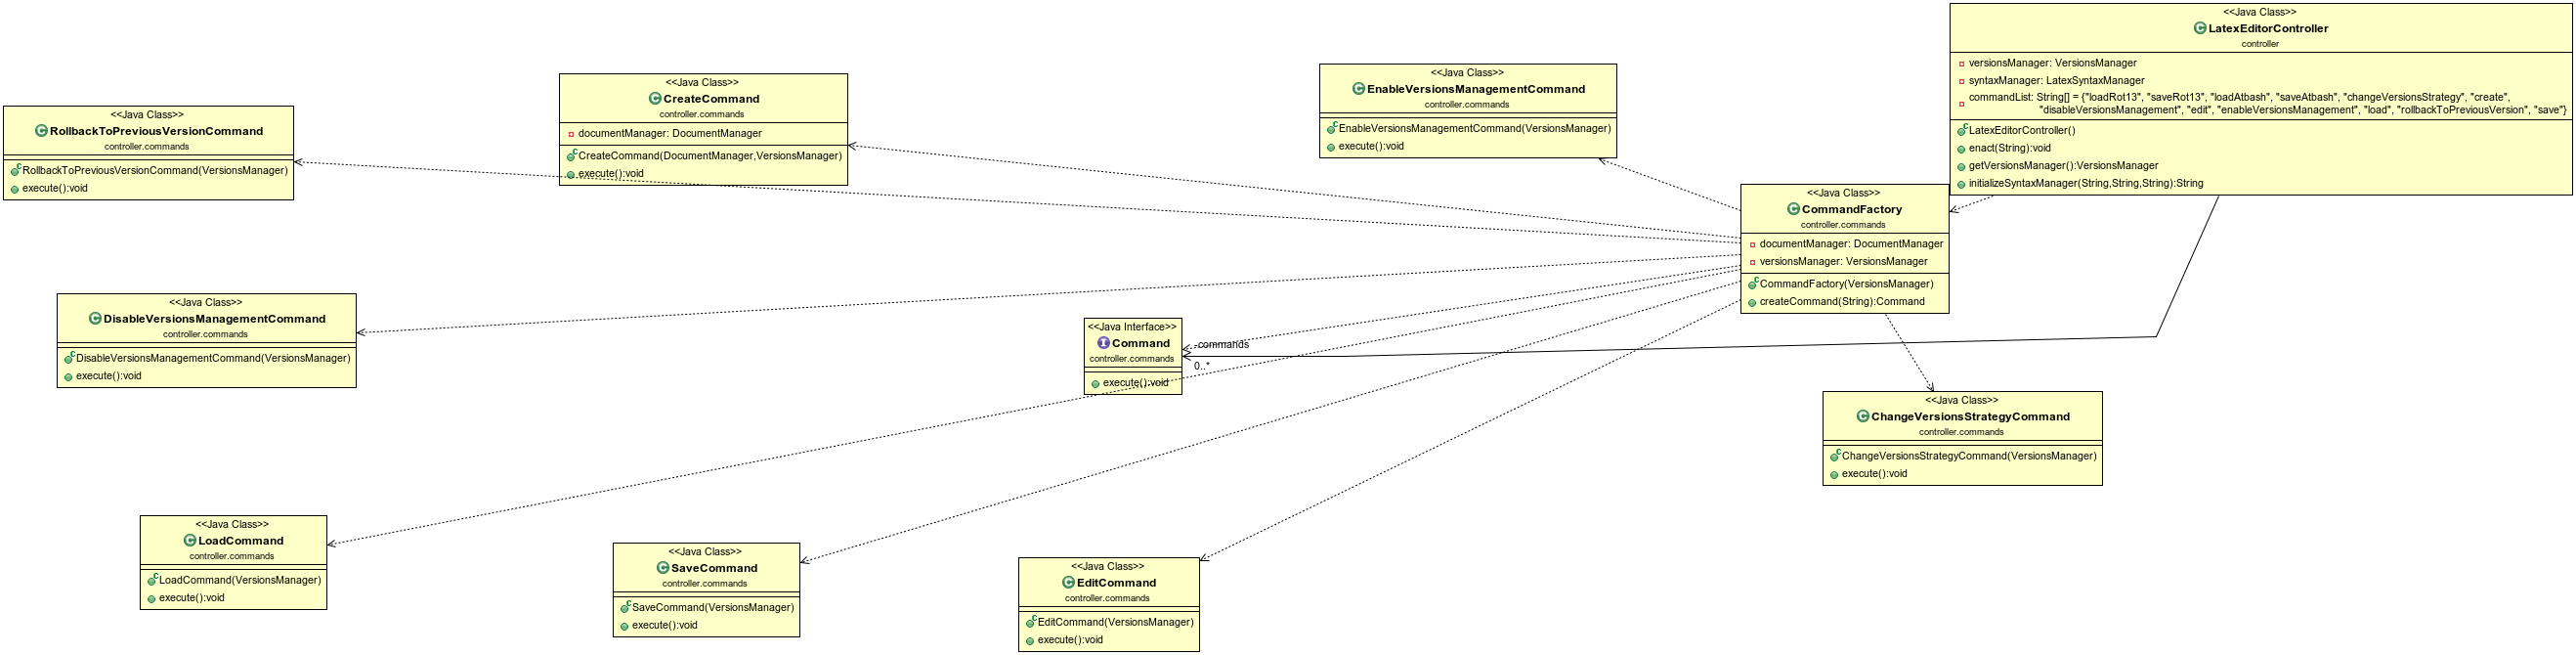 <<Java Class>>
LatexEditorController
controller
versionsManager: VersionsManager
syntaxManager: LatexSyntaxManager
commandList: String[] = {"loadRot13", "saveRot13", "loadAtbash", "saveAtbash", "changeVersionsStrategy", "create",
"disableVersionsManagement", "edit", "enableVersionsManagement", "load", "rollbackToPreviousVersion", "save"}
LatexEditorController()
enact(String):void
getVersionsManager():VersionsManager
initializeSyntaxManager(String,String,String):String
<<Java Class>>
EnableVersionsManagementCommand
controller.commands
EnableVersionsManagementCommand(VersionsManager)
execute():void
<<Java Class>>
CreateCommand
controller.commands
documentManager: DocumentManager
CreateCommand(DocumentManager,VersionsManager)
execute():void
<<Java Class>>
RollbackToPreviousVersionCommand
controller.commands
RollbackToPreviousVersionCommand(VersionsManager)
execute():void
<<Java Class>>
CommandFactory
controller.commands
documentManager: DocumentManager
versionsManager: VersionsManager
CommandFactory(VersionsManager)
createCommand(String):Command
<<Java Class>>
DisableVersionsManagementCommand
controller.commands
DisableVersionsManagementCommand(VersionsManager)
execute():void
<<Java Interface>>
Command
controller.commands
execute():void
-commands
0..*
<<Java Class>>
ChangeVersionsStrategyCommand
controller.commands
ChangeVersionsStrategyCommand(VersionsManager)
execute():void
<<Java Class>>
LoadCommand
controller.commands
LoadCommand(VersionsManager)
execute():void
<<Java Class>>
SaveCommand
controller.commands
SaveCommand(VersionsManager)
execute():void
<<Java Class>>
EditCommand
controller.commands
EditCommand(VersionsManager)
execute():void